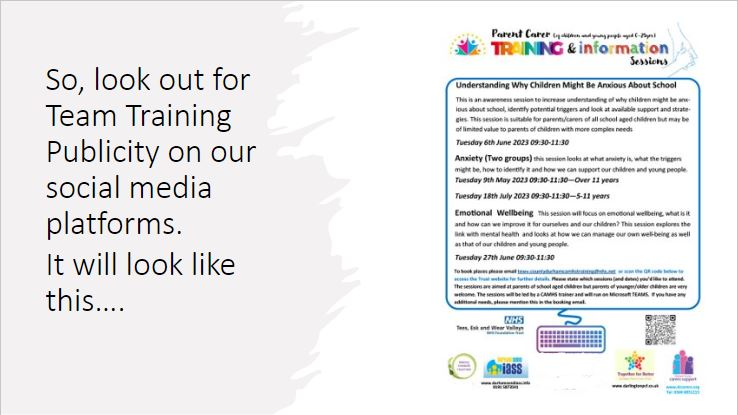 So, look out for
Team Training
Publicity on our
social media
platforms.
It will look like
this....
Parent Carer (of children and young people aged 0-25yrs)
TRAINING & information
Sessions
Understanding Why Children Might Be Anxious About School
This is an awareness session to increase understanding of why children might be anx-
ious about school, identify potential triggers and look at available support and strate-
gies. This session is suitable for parents/carers of all school aged children but may be
of limited value to parents of children with more complex needs
Tuesday 6th June 2023 09:30-11:30
Anxiety (Two groups) this session looks at what anxiety is, what the triggers
might be, how to identify it and how we can support our children and young people.
Tuesday 9th May 2023 09:30-11:30—Over 11 years
Tuesday 18th July 2023 09:30-11:30—5-11 years
Emotional Wellbeing This session will focus on emotional wellbeing, what is it
and how can we improve it for ourselves and our children? This session explores the
link with mental health and looks at how we can manage our own well-being as well
as that of our children and young people.
Tuesday 27th June 09:30-11:30
To book places please email tewv.countydurhamcamhstraining@nhs.net or scan the QR code below to
access the Trust website for further details. Please state which session (and dates) you'd like to attend.
The sessions are aimed at parents of school aged children but parents of younger/older children are very
welcome. The sessions will be led by a CAMHS trainer and will run on Microsoft TEAMS. If you have any
additional needs, please mention this in the booking email.
NHS
Tees, Esk and Wear Valleys
NHS Foundation Trust
iass
www.durhamsendiass.info
Together for Better
www.darlingtonpcf.co.uk
carers support